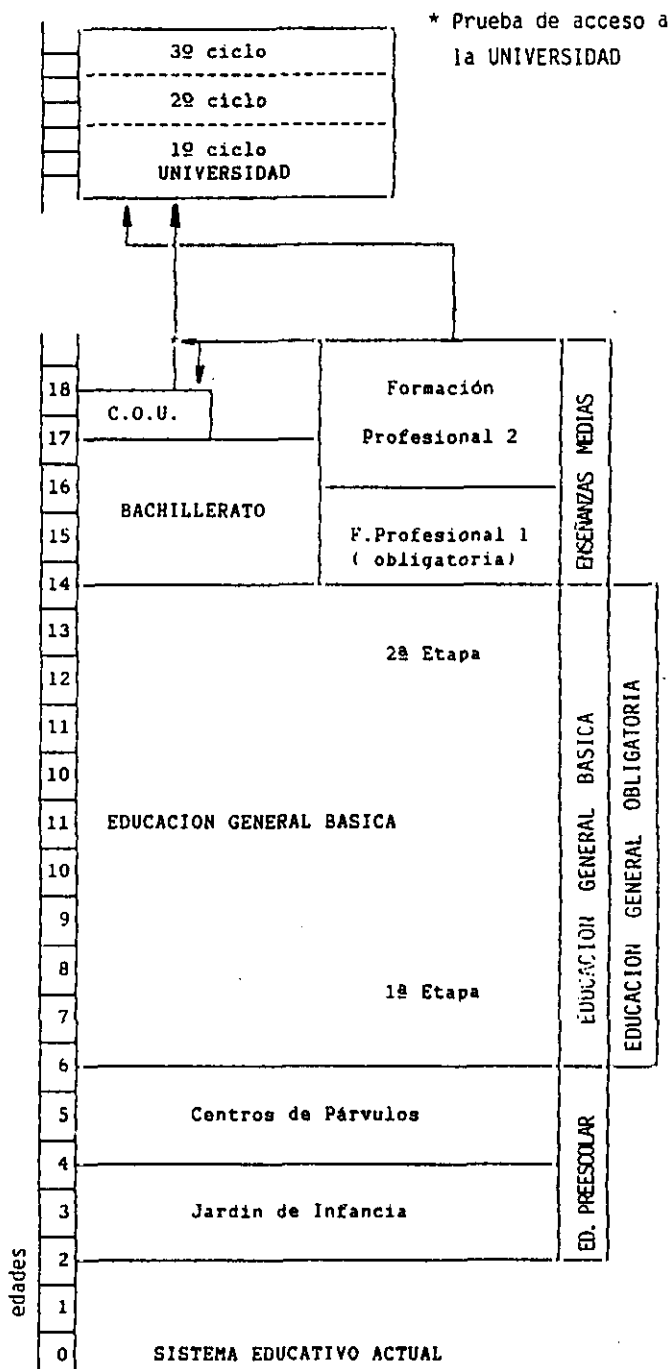 * Prueba de acceso a
la UNIVERSIDAD
3º ciclo
2º ciclo
1º ciclo
UNIVERSIDAD
18
Formación
C.O.U.
17
Profesional 2
16
BACHILLERATO
15
F.Profesional 1
( obligatoria)
14
ENSEÑANZAS MEDIAS
13
2ª Etapa
12
11
10
11
EDUCACION GENERAL BASICA
10
9
8
1ª Etapa
7
6
EDUCACION GENERAL BASICA
EDUCACION GENERAL OBLIGATORIA
5
Centros de Párvulos
4
3
Jardin de Infancia
2
ED. PREESCOLAR
1
0
edades
SISTEMA EDUCATIVO ACTUAL